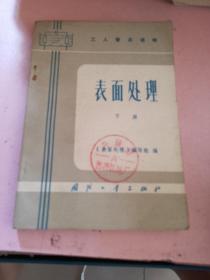 工人普及读物
表面处理
下册
《表面处理》编写组 编
国防工业出版社